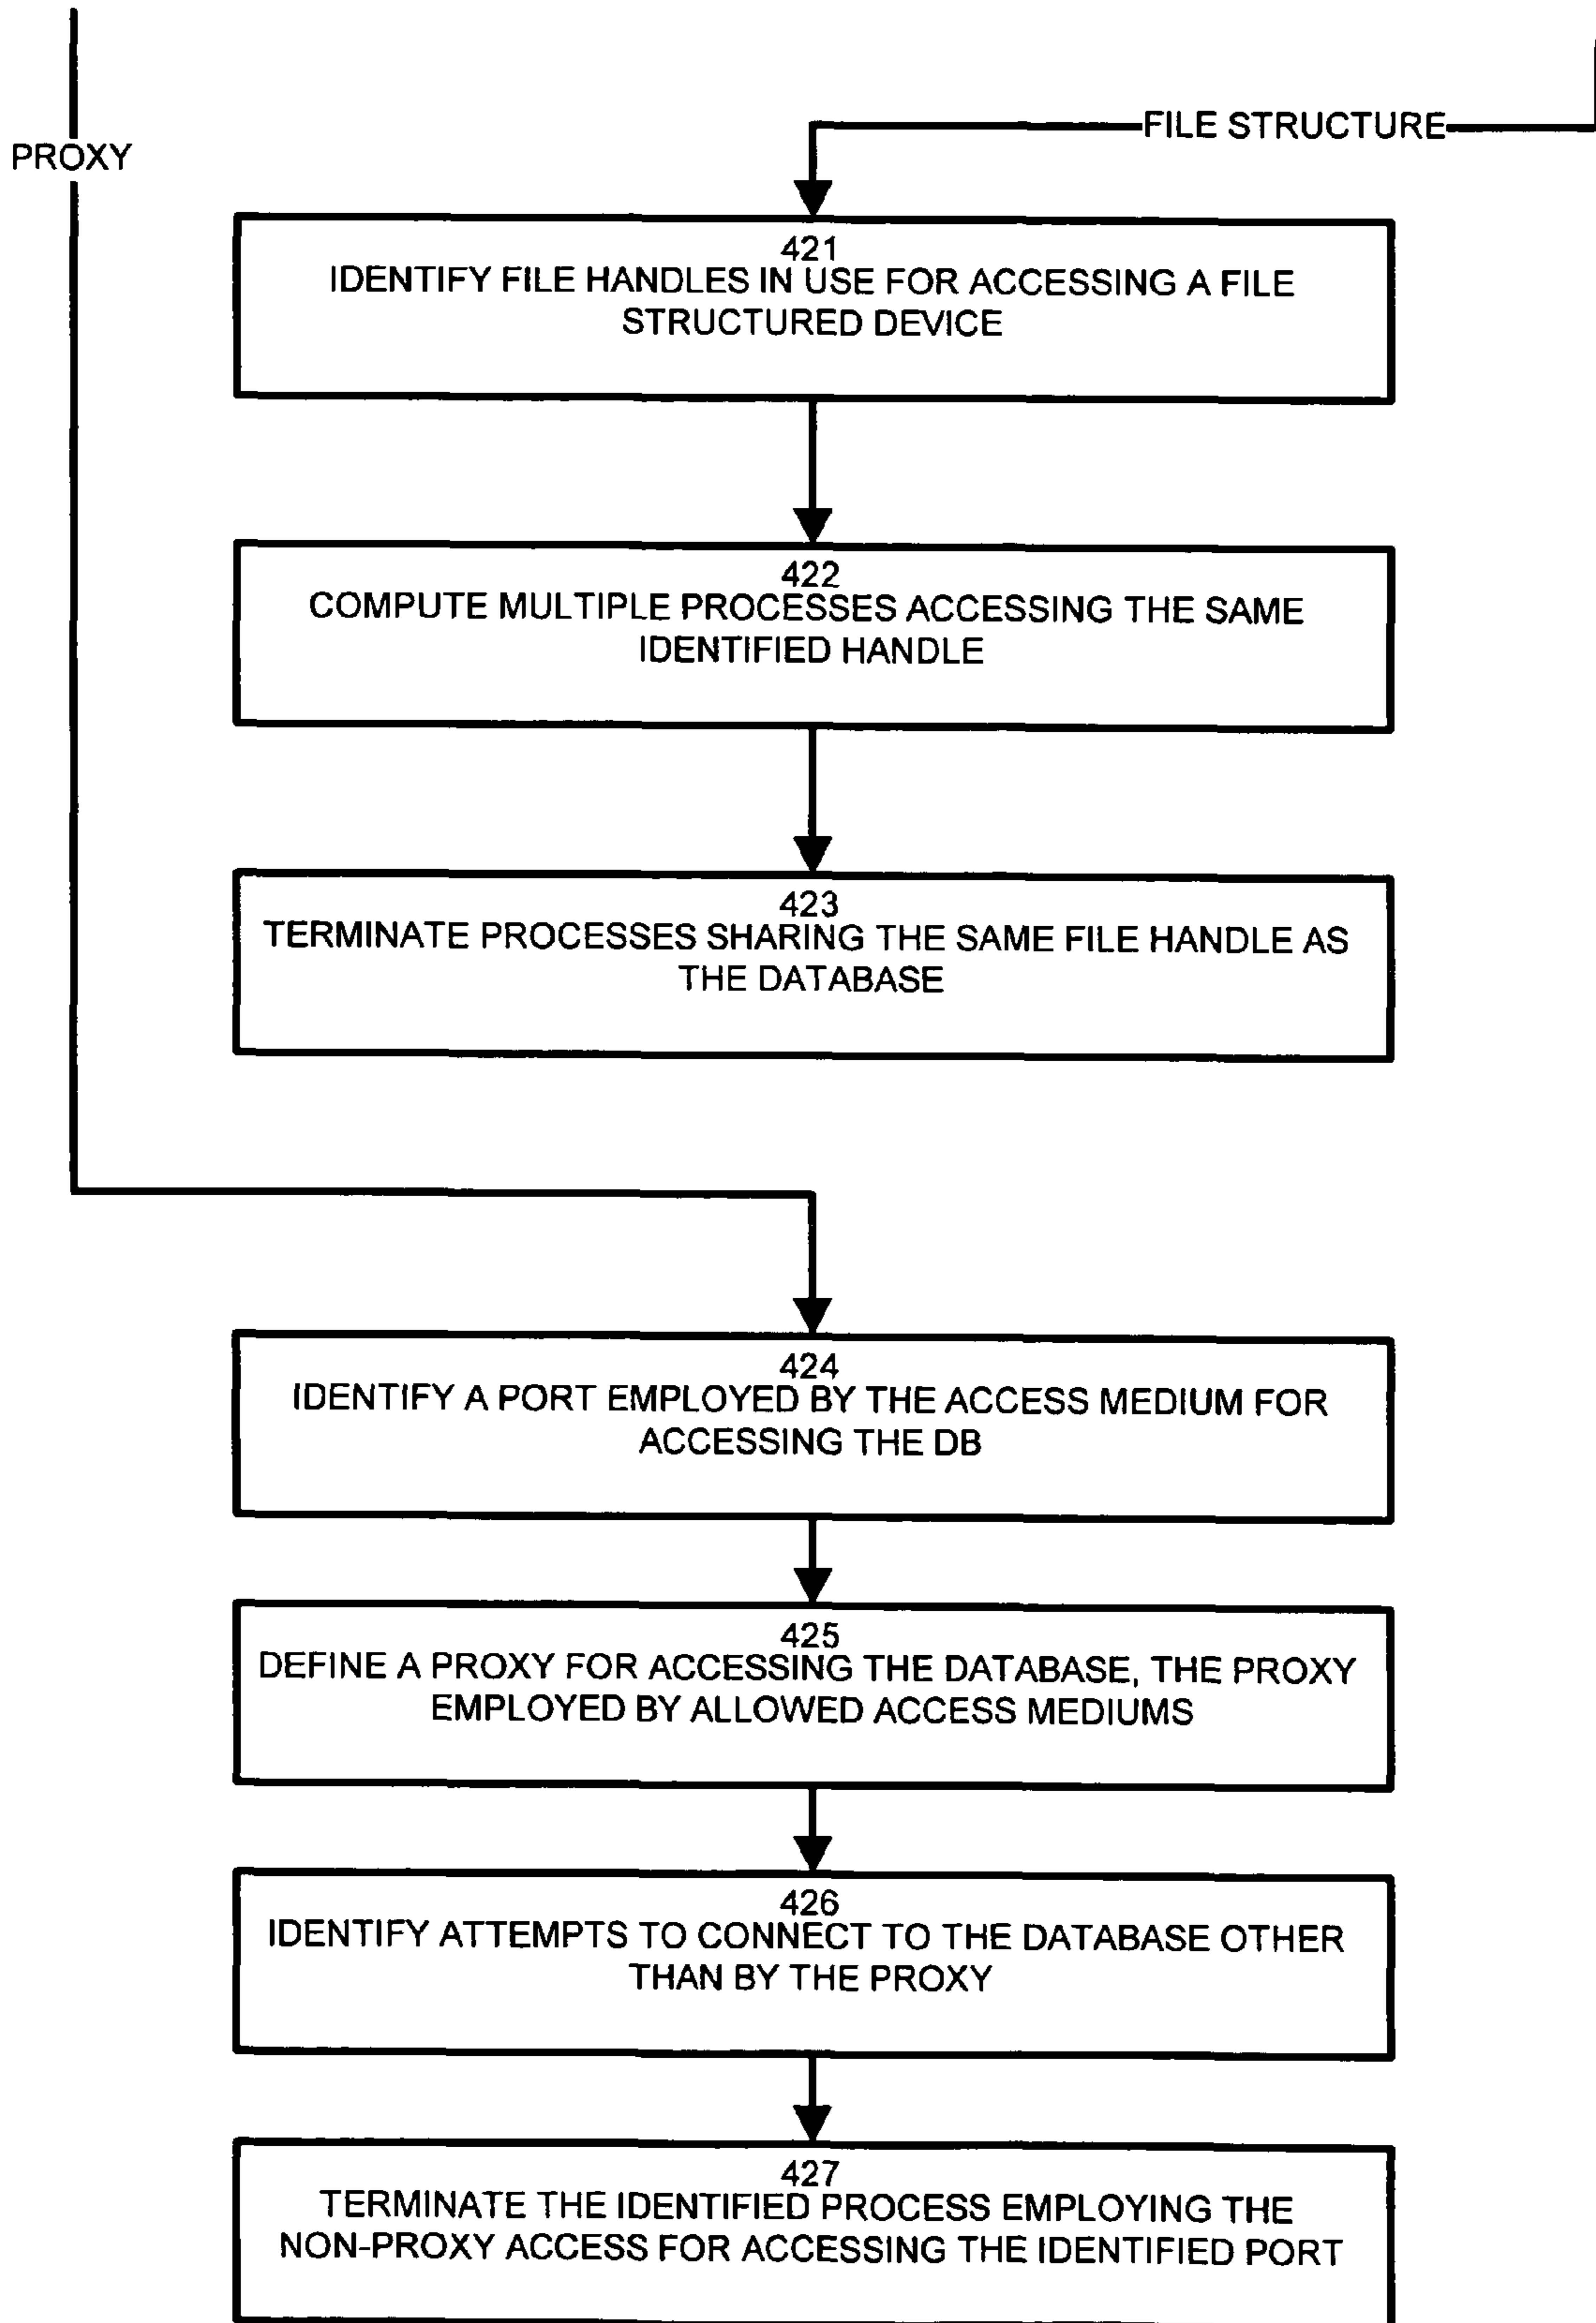 FILE STRUCTURE
PROXY
421
IDENTIFY FILE HANDLES IN USE FOR ACCESSING A FILE
STRUCTURED DEVICE
422
COMPUTE MULTIPLE PROCESSES ACCESSING THE SAME
IDENTIFIED HANDLE
423
TERMINATE PROCESSES SHARING THE SAME FILE HANDLE AS
THE DATABASE
424
IDENTIFY A PORT EMPLOYED BY THE ACCESS MEDIUM FOR
ACCESSING THE DB
425
DEFINE A PROXY FOR ACCESSING THE DATABASE, THE PROXY
EMPLOYED BY ALLOWED ACCESS MEDIUMS
426
IDENTIFY ATTEMPTS TO CONNECT TO THE DATABASE OTHER
THAN BY THE PROXY
427
TERMINATE THE IDENTIFIED PROCESS EMPLOYING THE
NON-PROXY ACCESS FOR ACCESSING THE IDENTIFIED PORT